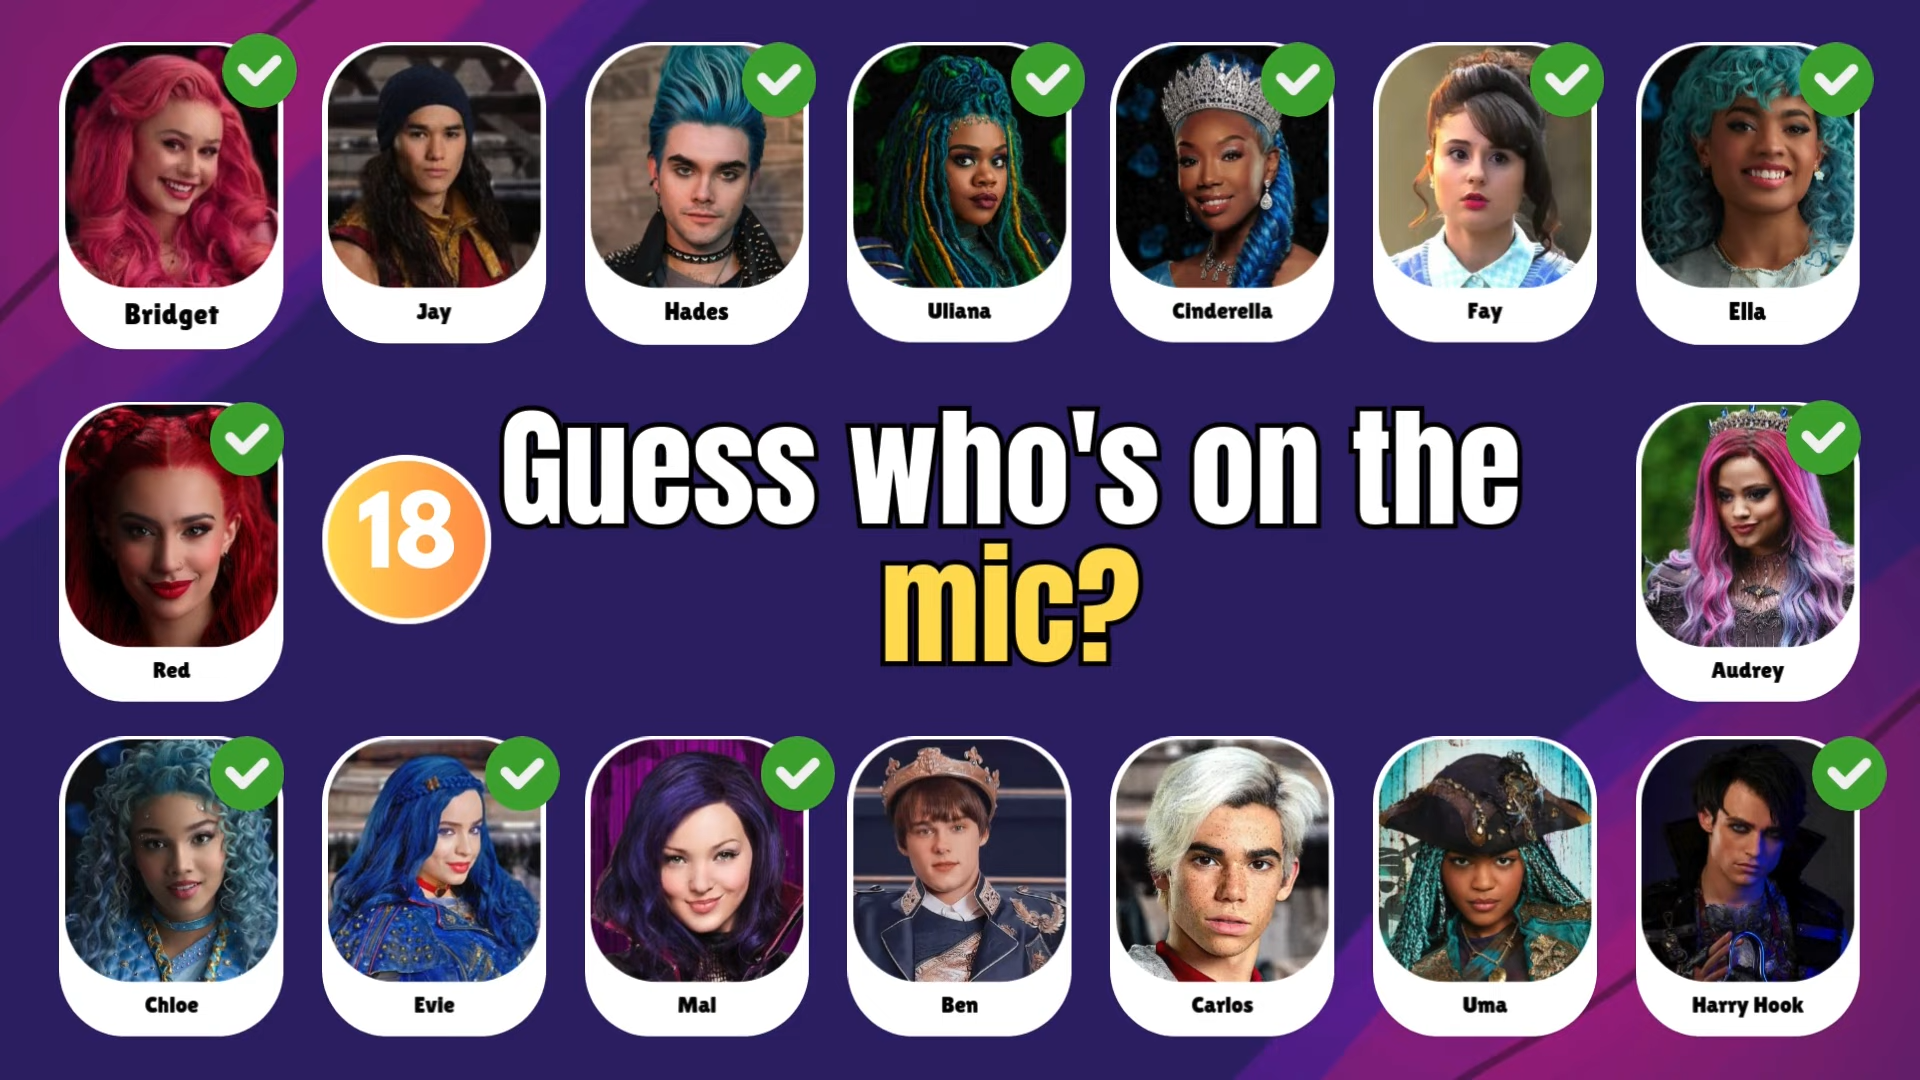 Bridget
Jay
Hades
Uliana
Cinderella
Fay
Ella
Red
18
Guess who's on the
mic?
Audrey
Chloe
Evie
Mal
Ben
Carlos
Uma
Harry Hook